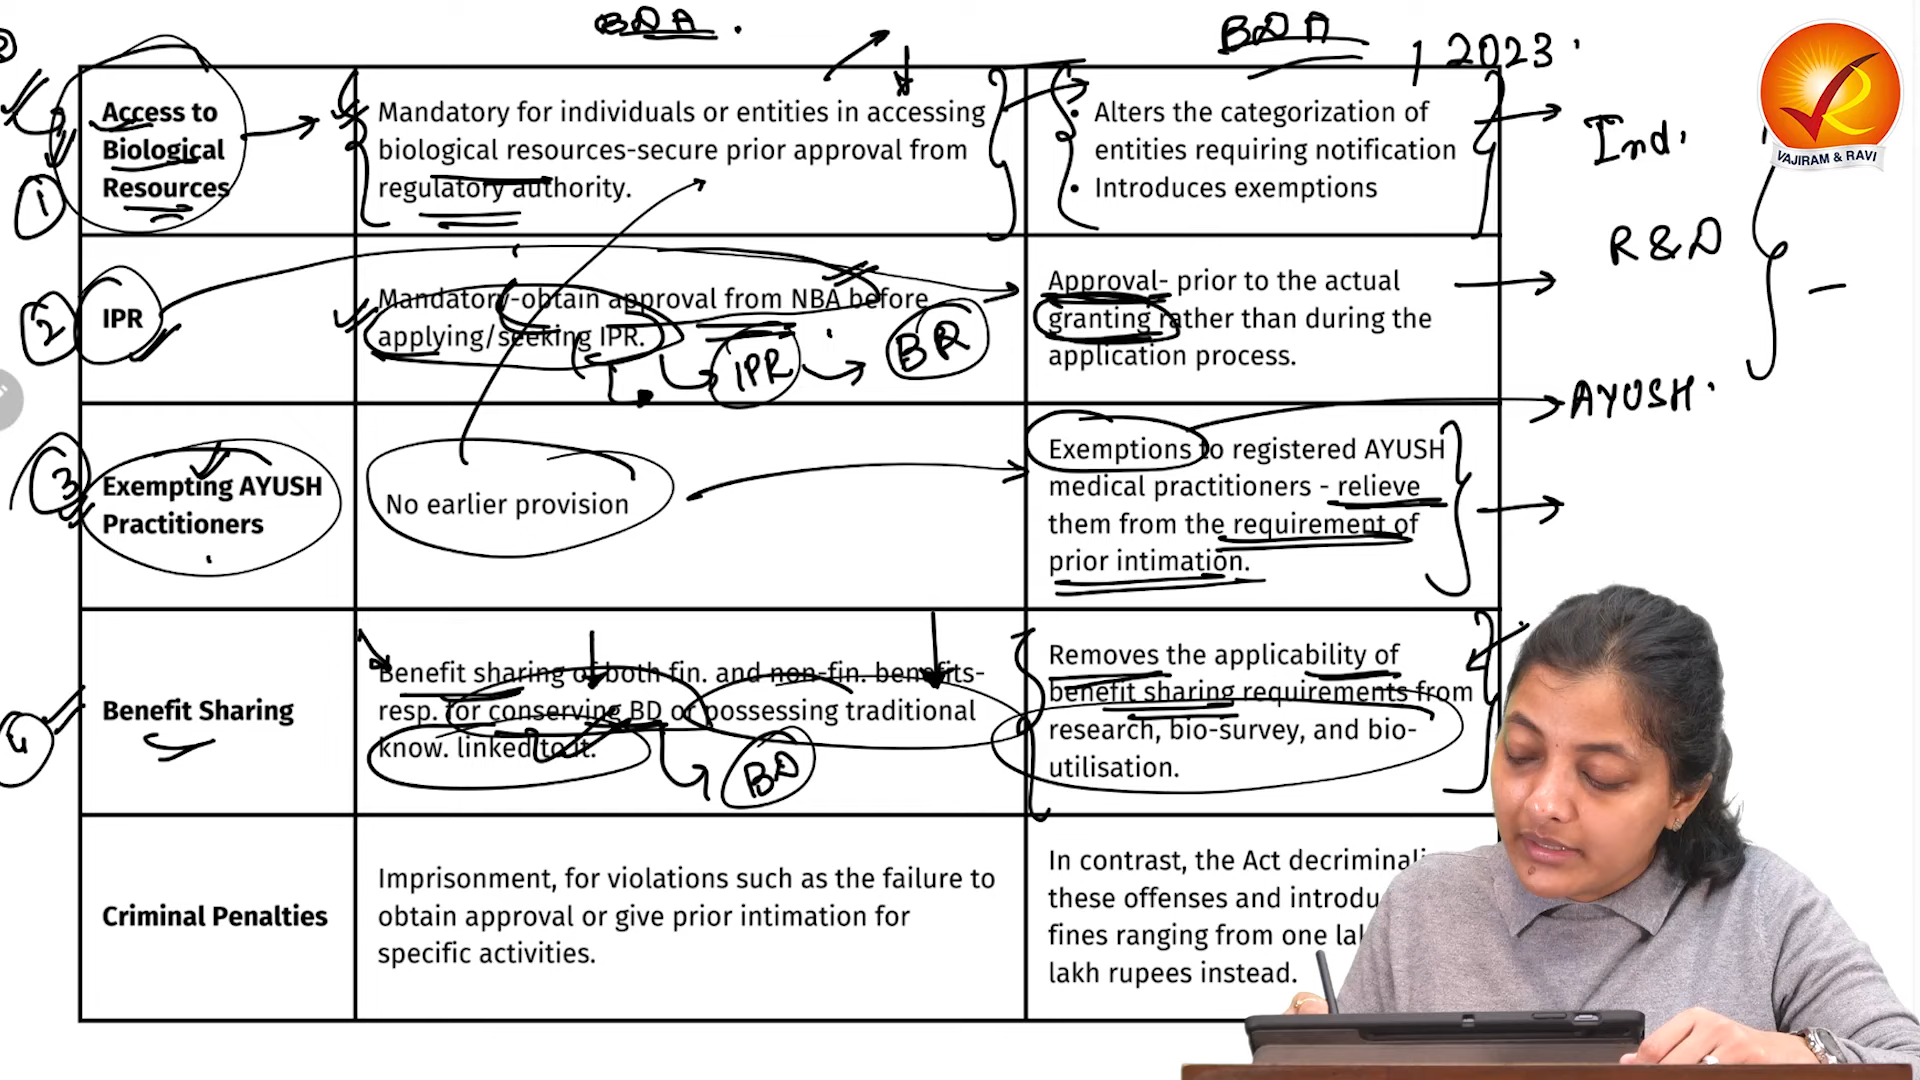 BDA.
BDA, 2023.
Access to
Biological
Resources
Mandatory for individuals or entities in accessing
biological resources-secure prior approval from
regulatory authority.
• Alters the categorization of
entities requiring notification
• Introduces exemptions
Ind.
VAJIRAM & RAVI
1
R&D
2
IPR
Mandatory-obtain approval from NBA before
applying/seeking IPR.
IPR
BR
Approval- prior to the actual
granting rather than during the
application process.
AYUSH.
3
Exempting AYUSH
Practitioners
No earlier provision
Exemptions to registered AYUSH
medical practitioners - relieve
them from the requirement of
prior intimation.
4
Benefit Sharing
Benefit sharing of both fin. and non-fin. benefits-
resp. for conserving BD or possessing traditional
know. linked to it.
BD
Removes the applicability of
benefit sharing requirements from
research, bio-survey, and bio-
utilisation.
Criminal Penalties
Imprisonment, for violations such as the failure to
obtain approval or give prior intimation for
specific activities.
In contrast, the Act decriminali
these offenses and introdu
fines ranging from one lak
lakh rupees instead.